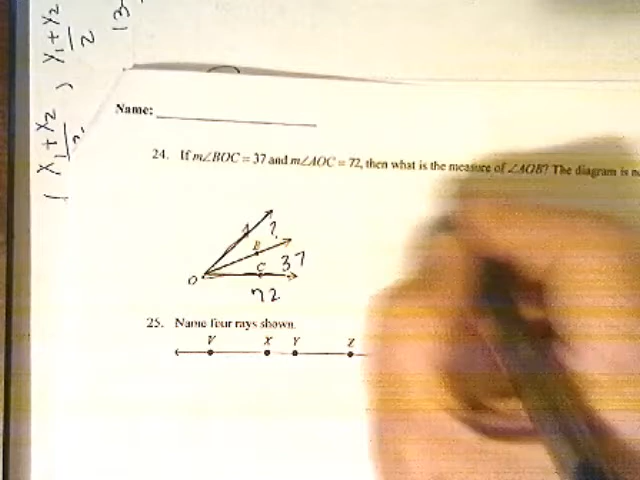 (x₁+x₂/2, y₁+y₂/2
13
Name:
24. If m∠BOC = 37 and m∠AOC = 72, then what is the measure of ∠AOB? The diagram is
A ?
B
37
C
O
72
25. Name four rays shown.
V X Y Z